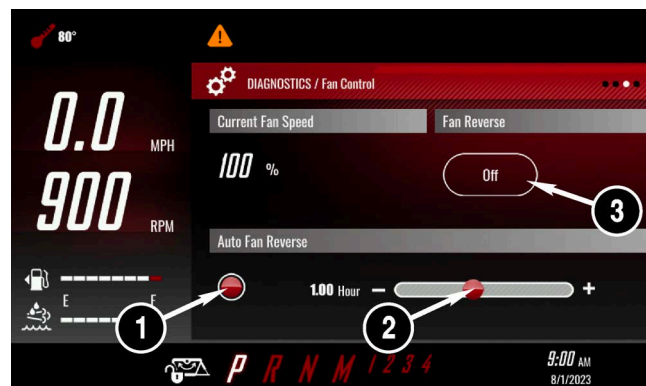 80°
DIAGNOSTICS / Fan Control
Current Fan Speed
Fan Reverse
0.0 MPH
100 %
Off
3
900 RPM
Auto Fan Reverse
1.00 Hour − +
E F
1
2
P R N M 1 2 3 4
9:00 AM
8/1/2023